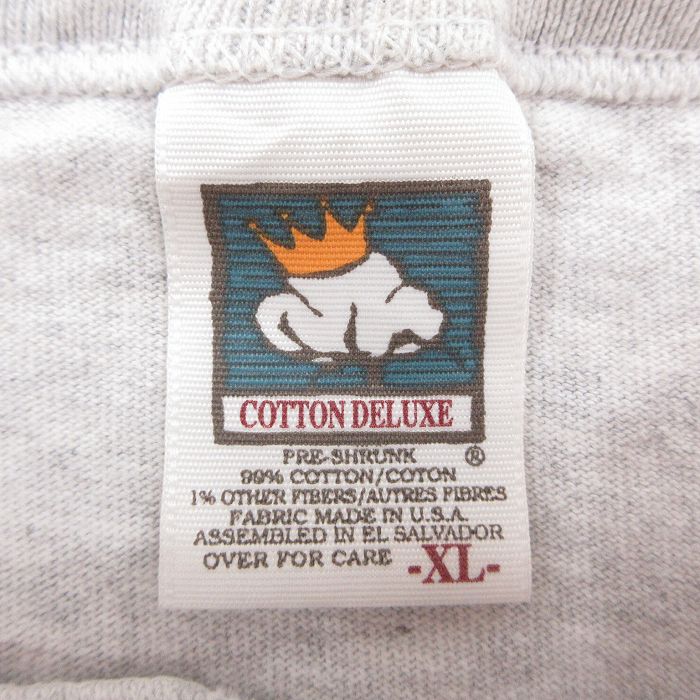 COTTON DELUXE
PRE-SHRUNK ®
99% COTTON/COTON
1% OTHER FIBERS/AUTRES FIBRES
FABRIC MADE IN U.S.A.
ASSEMBLED IN EL SALVADOR
OVER FOR CARE -XL-